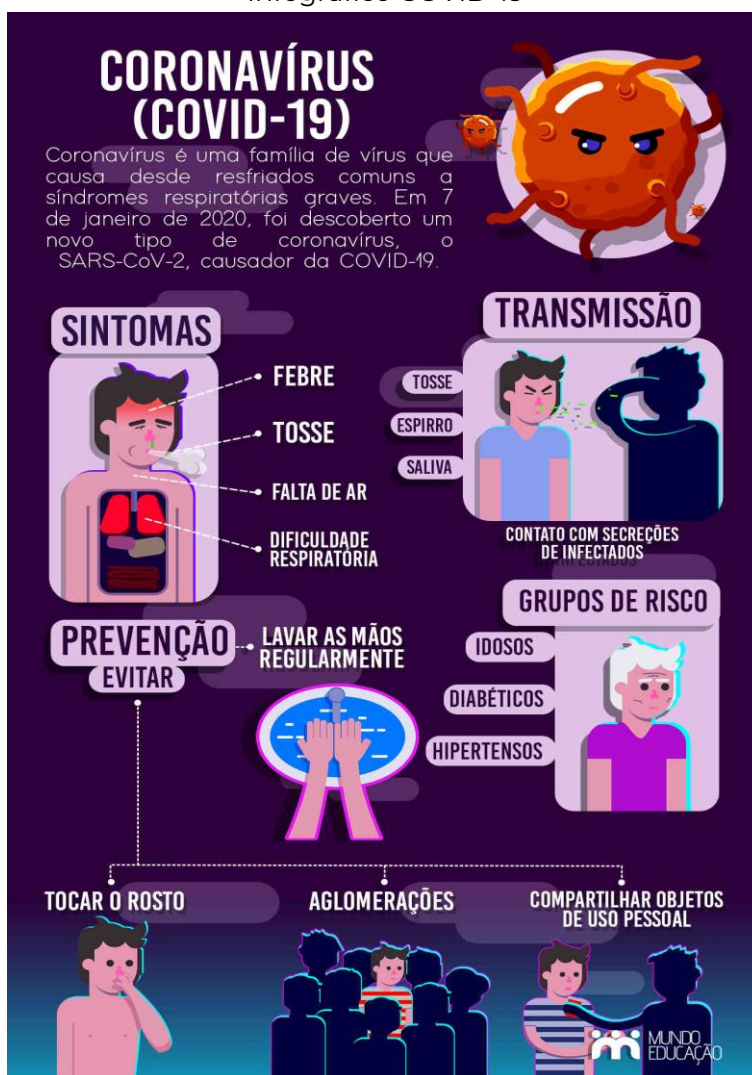 Infográfico COVID-19
CORONAVÍRUS
(COVID-19)
Coronavírus é uma família de vírus que
causa desde resfriados comuns a
síndromes respiratórias graves. Em 7
de janeiro de 2020, foi descoberto um
novo tipo de coronavírus, o
SARS-CoV-2, causador da COVID-19.
SINTOMAS
FEBRE
TOSSE
FALTA DE AR
DIFICULDADE
RESPIRATÓRIA
TRANSMISSÃO
TOSSE
ESPIRRO
SALIVA
CONTATO COM SECREÇÕES
DE INFECTADOS
PREVENÇÃO
EVITAR
LAVAR AS MÃOS
REGULARMENTE
GRUPOS DE RISCO
IDOSOS
DIABÉTICOS
HIPERTENSOS
TOCAR O ROSTO
AGLOMERAÇÕES
COMPARTILHAR OBJETOS
DE USO PESSOAL
MUNDO
EDUCAÇÃO